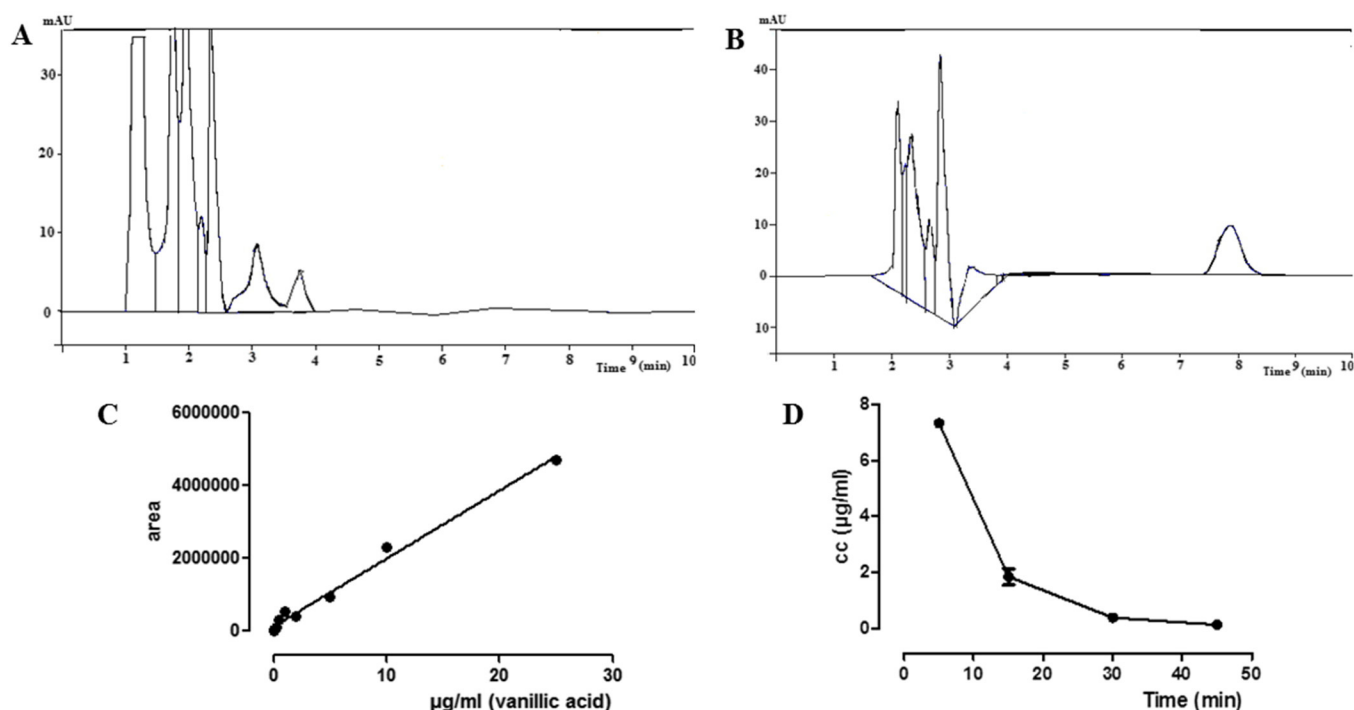 A
mAU
30
20
10
0
1 2 3 4 5 6 7 8 9 10
Time (min)
B
mAU
40
30
20
10
0
10
1 2 3 4 5 6 7 8 9 10
Time (min)
C
6000000
4000000
2000000
0
area
0 10 20 30
µg/ml (vanillic acid)
D
8
6
4
2
0
cc (µg/ml)
0 10 20 30 40 50
Time (min)